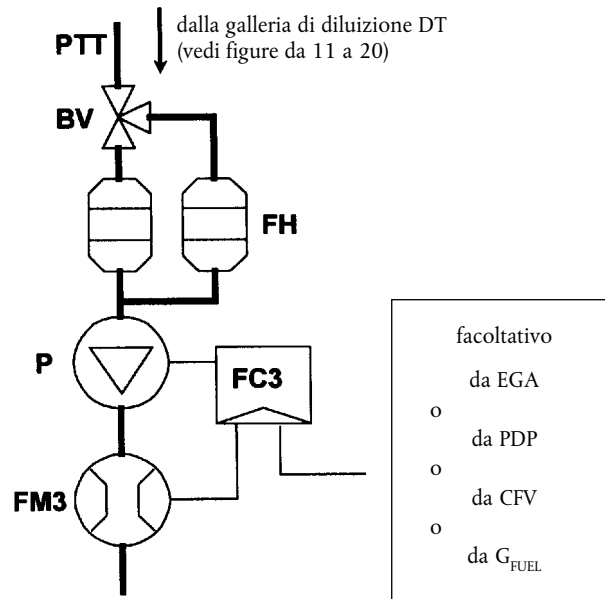 dalla galleria di diluizione DT
(vedi figure da 11 a 20)
PTT
BV
FH
P
FC3
FM3
facoltativo
da EGA
o
da PDP
o
da CFV
o
da G_FUEL